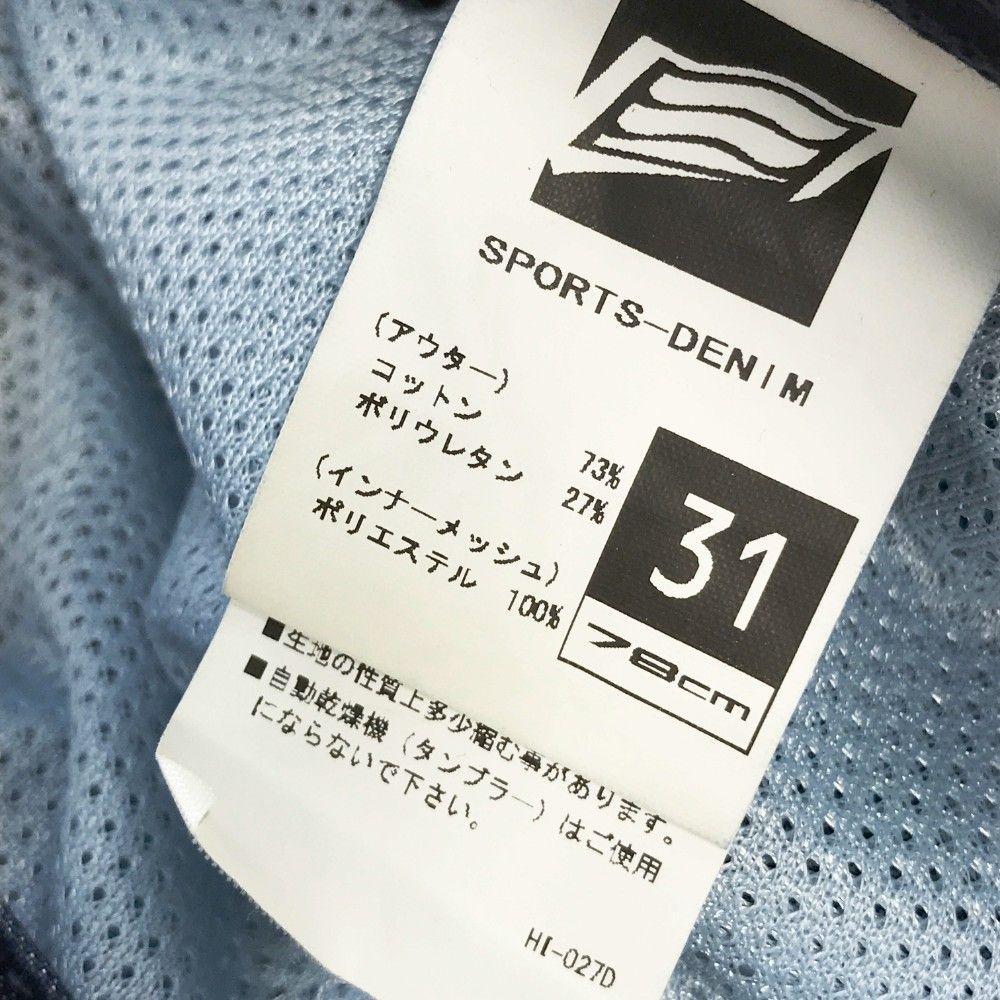 SPORTS-DENIM
(アウター)
コットン 73%
ポリウレタン 27%
(インナーメッシュ)
ポリエステル 100%
31
78cm
■生地の性質上多少縮む事があります。
■自動乾燥機(タンブラー)はご使用
にならないで下さい。
HI-027D